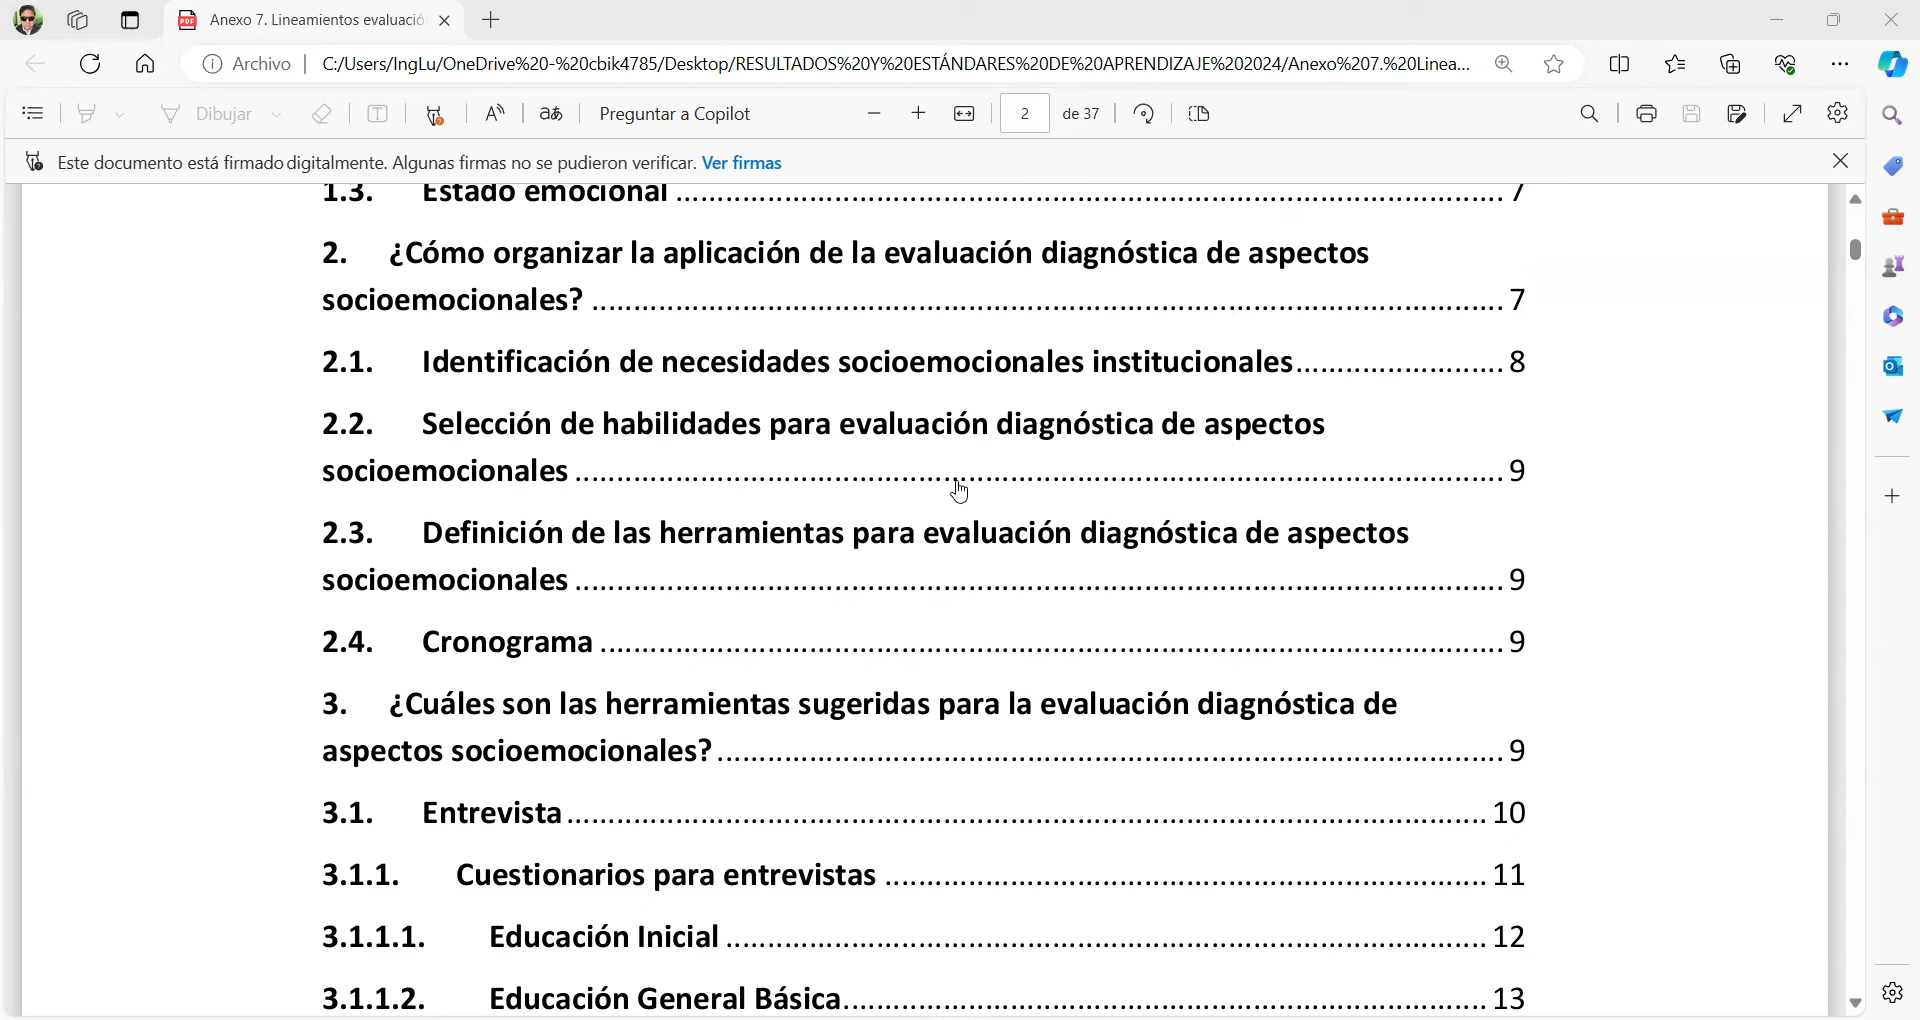 Anexo 7. Lineamientos evaluació
Archivo
C:/Users/IngLu/OneDrive%20-%20cbik4785/Desktop/RESULTADOS%20Y%20ESTÁNDARES%20DE%20APRENDIZAJE%202024/Anexo%207.%20Linea...
Dibujar
Preguntar a Copilot
2 de 37
Este documento está firmado digitalmente. Algunas firmas no se pudieron verificar. Ver firmas
1.3. Estado emocional 7
2. ¿Cómo organizar la aplicación de la evaluación diagnóstica de aspectos
socioemocionales? 7
2.1. Identificación de necesidades socioemocionales institucionales 8
2.2. Selección de habilidades para evaluación diagnóstica de aspectos
socioemocionales 9
2.3. Definición de las herramientas para evaluación diagnóstica de aspectos
socioemocionales 9
2.4. Cronograma 9
3. ¿Cuáles son las herramientas sugeridas para la evaluación diagnóstica de
aspectos socioemocionales? 9
3.1. Entrevista 10
3.1.1. Cuestionarios para entrevistas 11
3.1.1.1. Educación Inicial 12
3.1.1.2. Educación General Básica 13